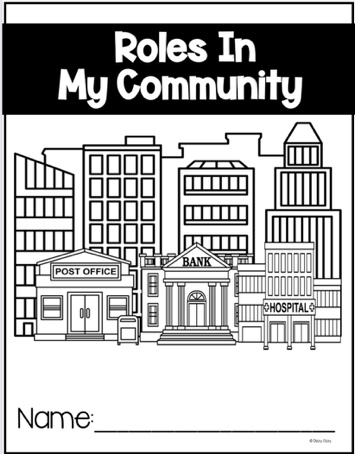 Roles In
My Community
POST OFFICE
BANK
HOSPITAL
Name: